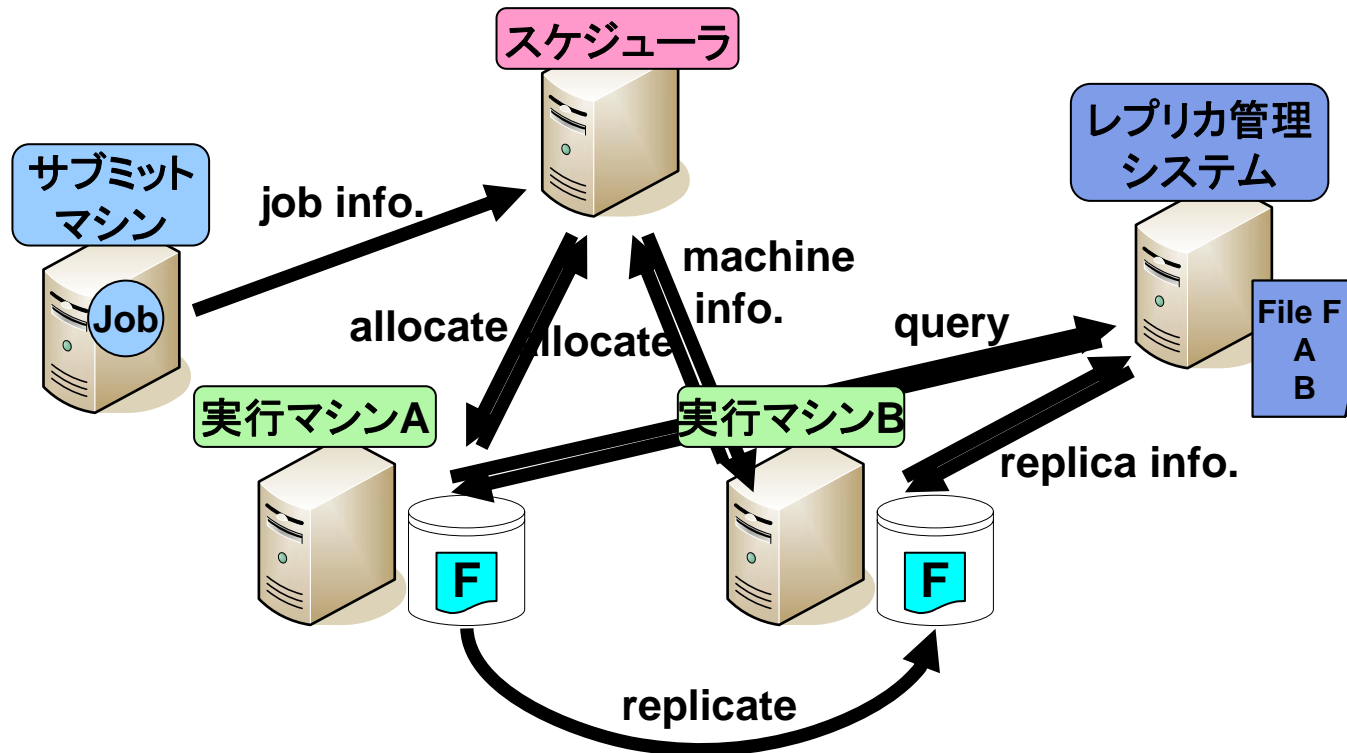 スケジューラ
レプリカ管理
システム
サブミット
マシン
job info.
Job
machine
info.
allocate
allocate
query
File F
A
B
実行マシンA
実行マシンB
replica info.
F
F
replicate